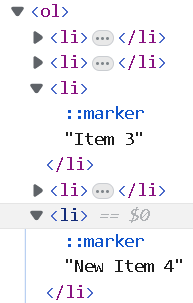 ▼<ol>
▶<li>…</li>
▶<li>…</li>
▼<li>
::marker
"Item 3"
</li>
▶<li>…</li>
▼<li> == $0
::marker
"New Item 4"
</li>